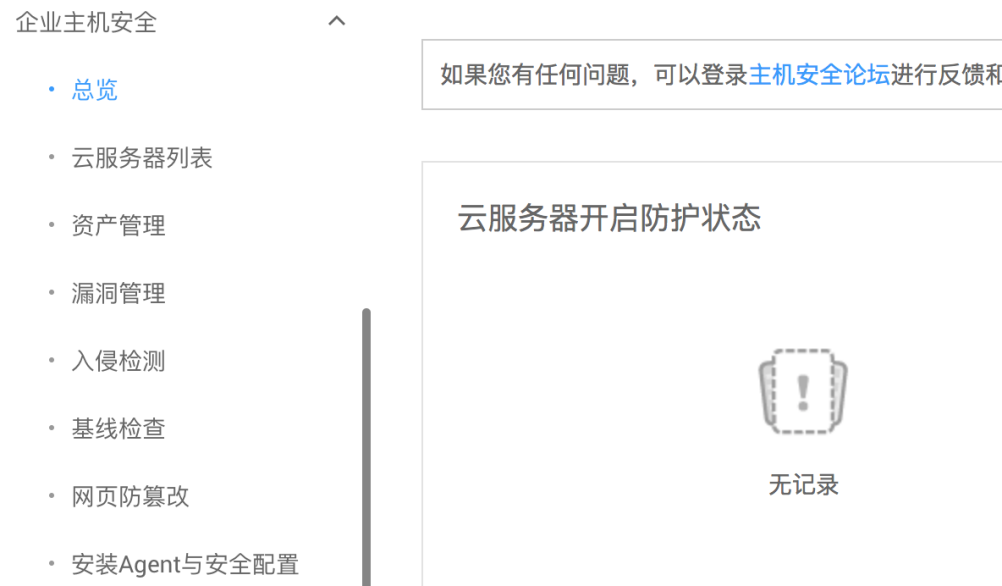 企业主机安全
总览
云服务器列表
资产管理
漏洞管理
入侵检测
基线检查
网页防篡改
安装Agent与安全配置
如果您有任何问题，可以登录主机安全论坛进行反馈和
云服务器开启防护状态
无记录